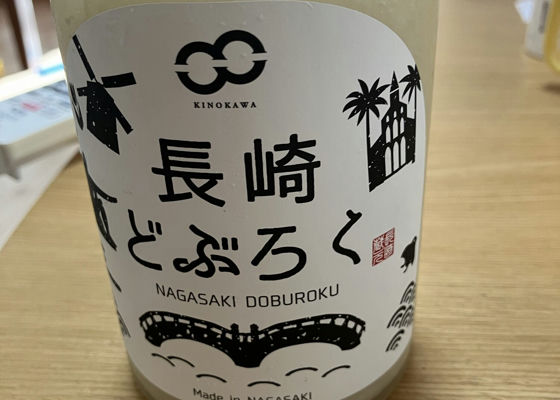 KINOKAWA
長崎
どぶろく
NAGASAKI DOBUROKU
Made in NAGASAKI